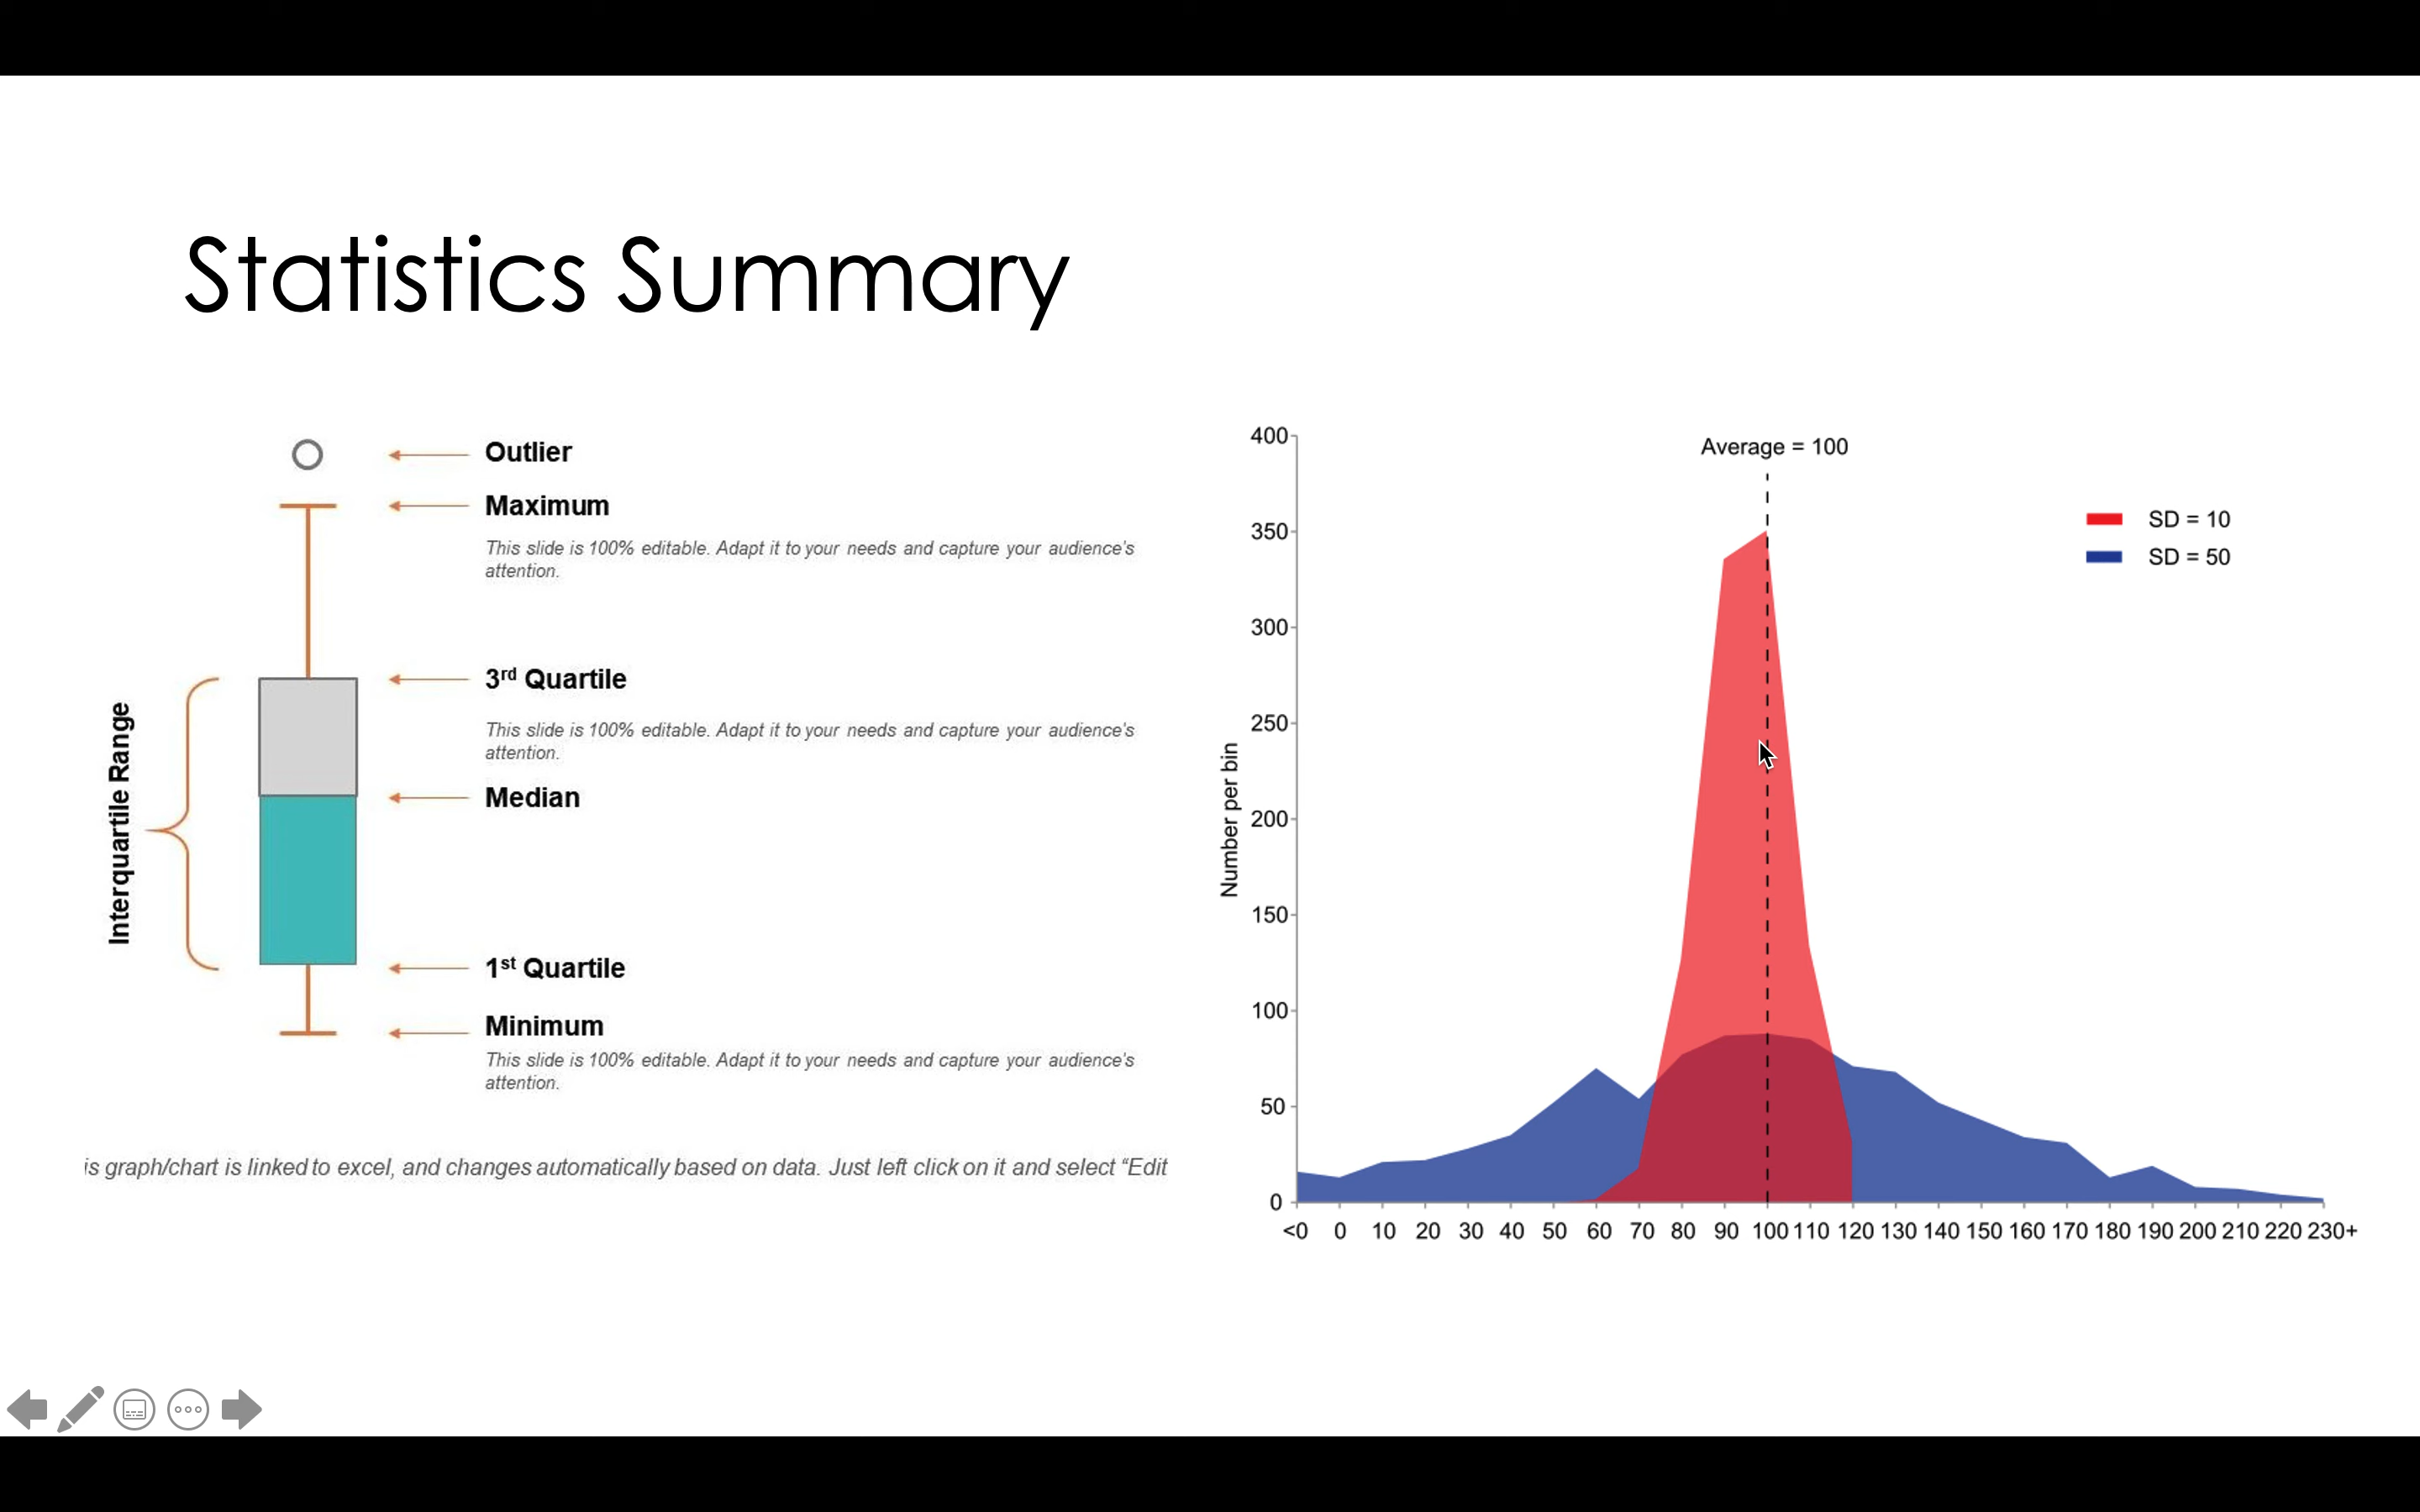 Statistics Summary
Outlier
Maximum
This slide is 100% editable. Adapt it to your needs and capture your audience's
attention.
3rd Quartile
This slide is 100% editable. Adapt it to your needs and capture your audience's
attention.
Median
Interquartile Range
1st Quartile
Minimum
This slide is 100% editable. Adapt it to your needs and capture your audience's
attention.
is graph/chart is linked to excel, and changes automatically based on data. Just left click on it and select “Edit
Average = 100
SD = 10
SD = 50
Number per bin
400
350
300
250
200
150
100
50
0
<0 0 10 20 30 40 50 60 70 80 90 100 110 120 130 140 150 160 170 180 190 200 210 220 230+